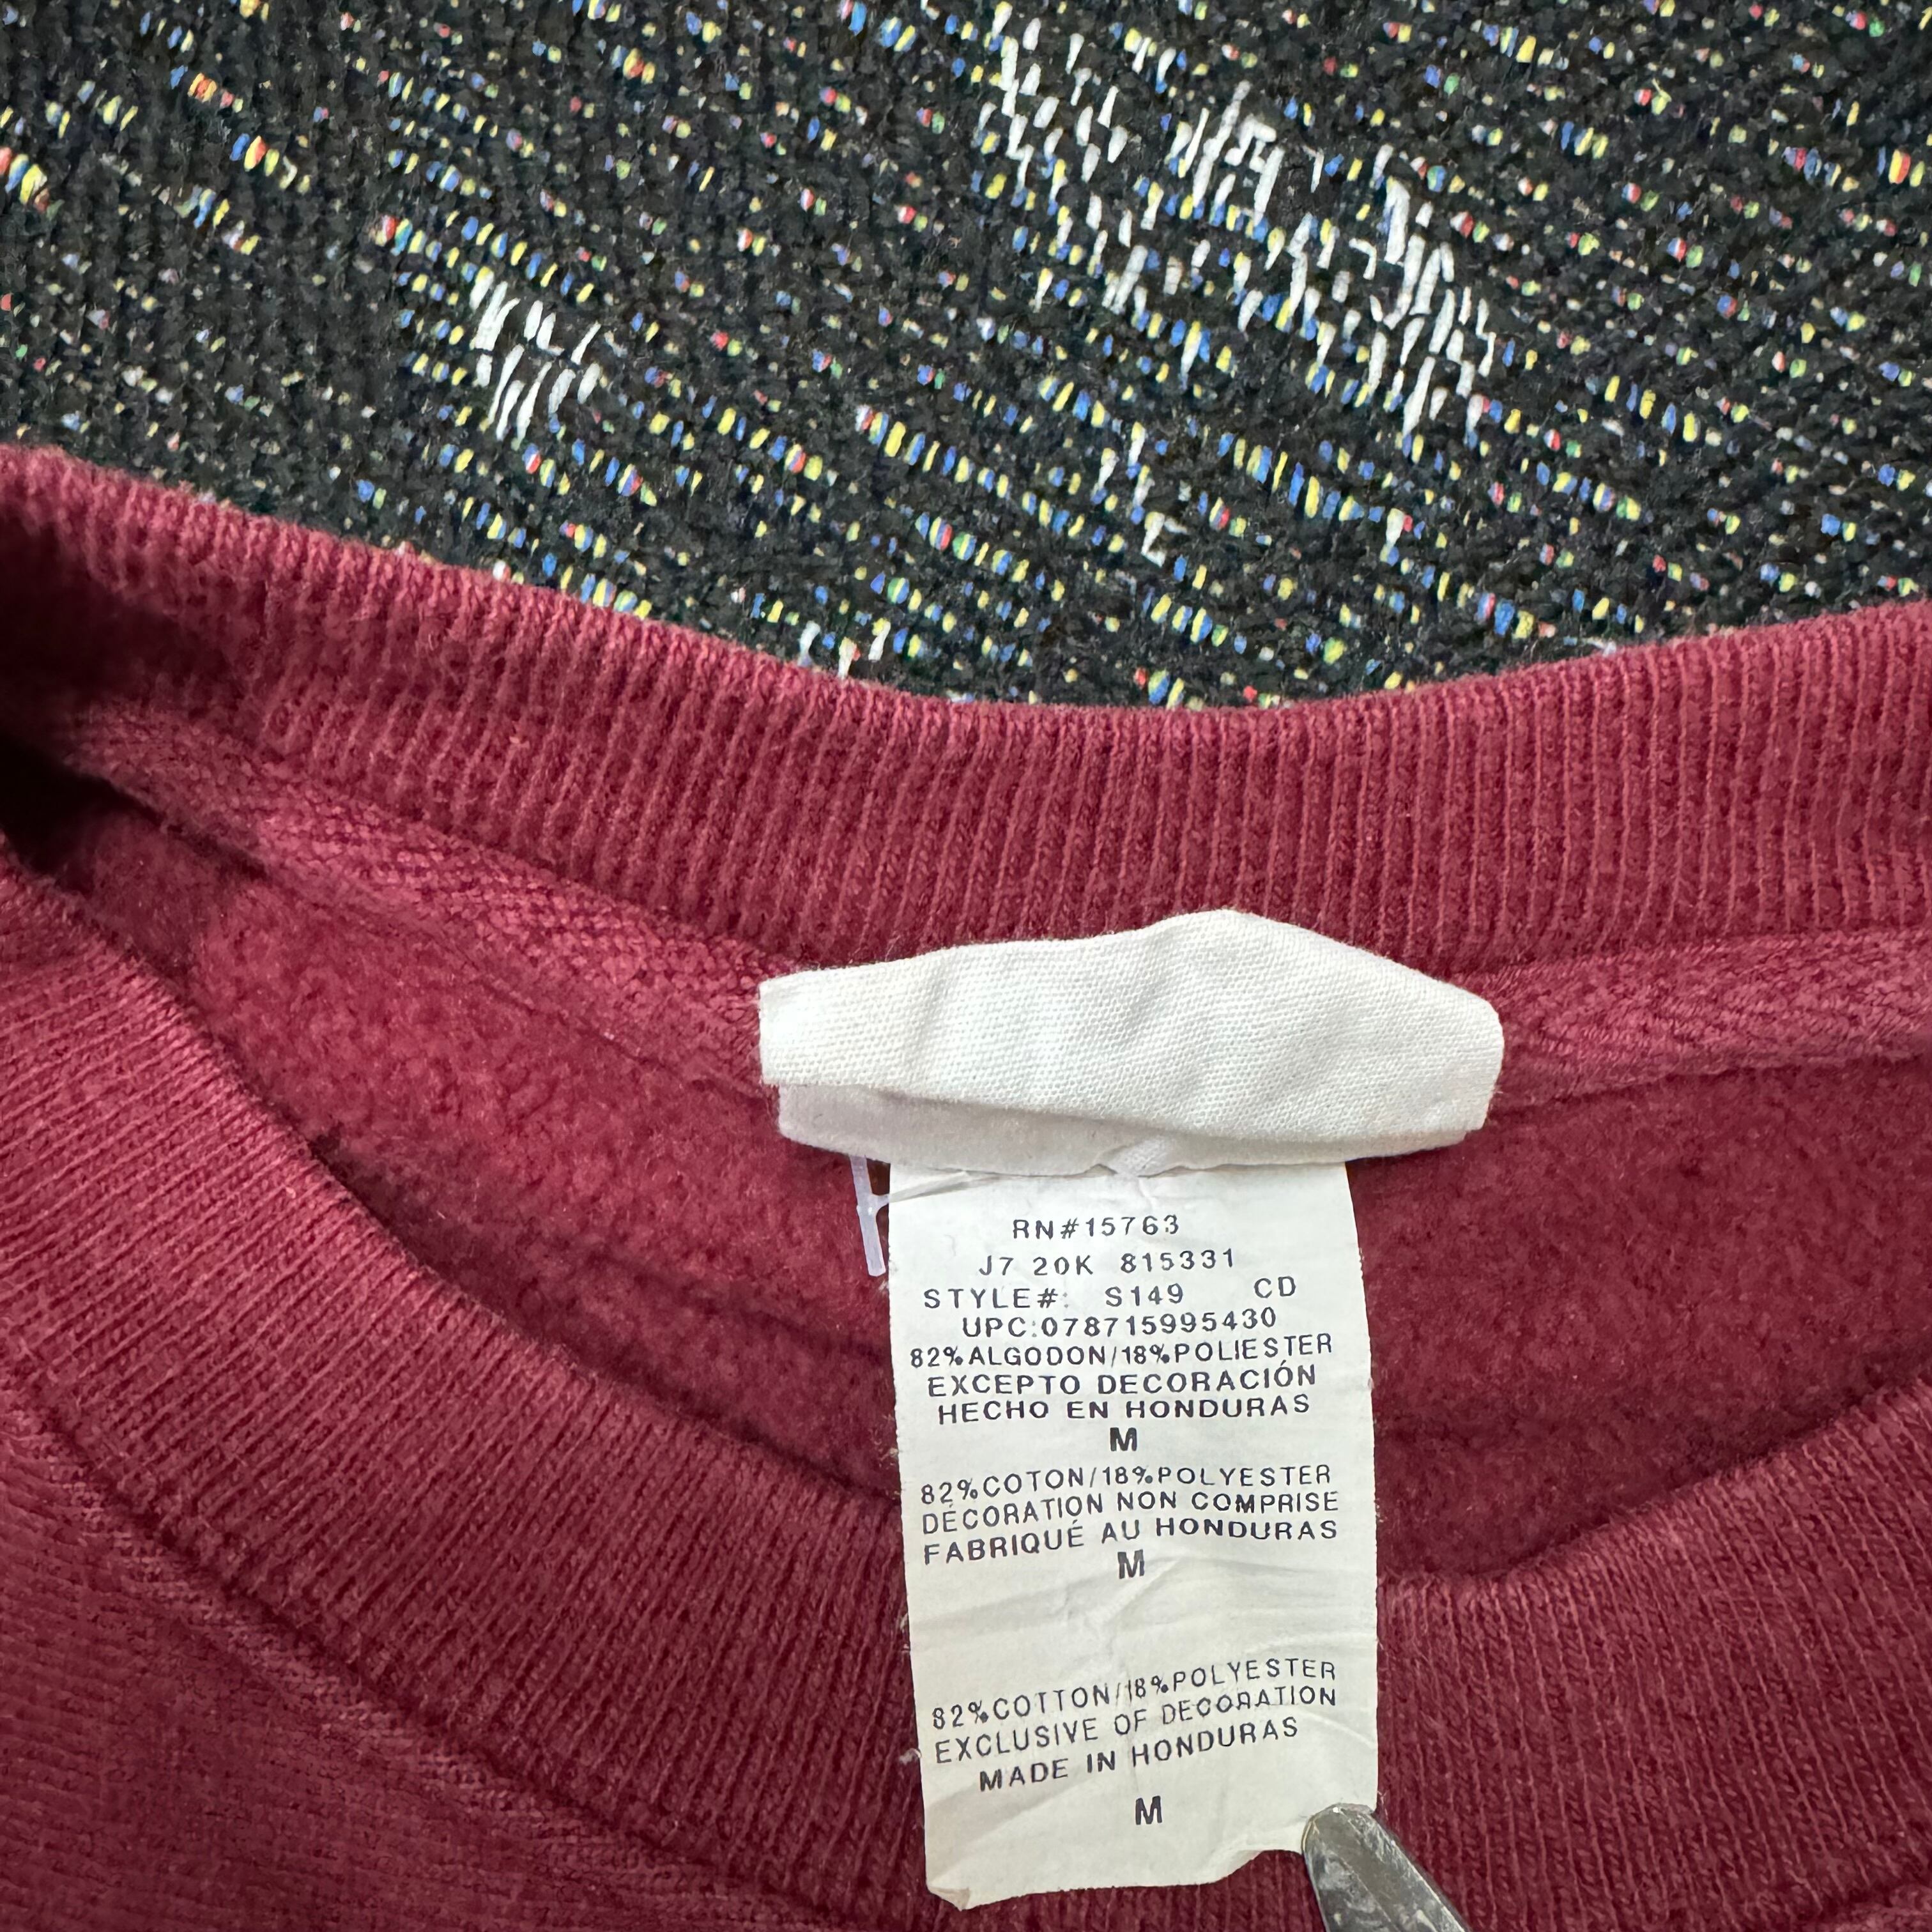 RN#15763
J7 20K 815331
STYLE#: S149 CD
UPC:078715995430
82%ALGODON/18%POLIESTER
EXCEPTO DECORACIÓN
HECHO EN HONDURAS
M
82%COTON/18%POLYESTER
DÉCORATION NON COMPRISE
FABRIQUÉ AU HONDURAS
M
82%COTTON/18%POLYESTER
EXCLUSIVE OF DECORATION
MADE IN HONDURAS
M